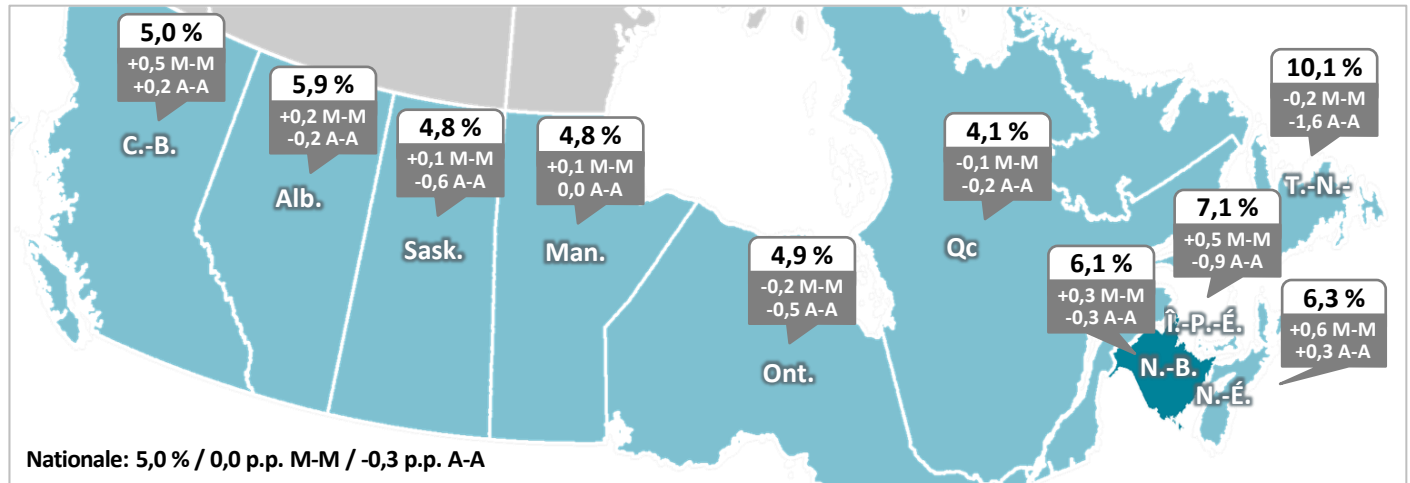 5,0 %
+0,5 M-M
+0,2 A-A
C.-B.
5,9 %
+0,2 M-M
-0,2 A-A
Alb.
4,8 %
+0,1 M-M
-0,6 A-A
Sask.
4,8 %
+0,1 M-M
0,0 A-A
Man.
4,9 %
-0,2 M-M
-0,5 A-A
Ont.
4,1 %
-0,1 M-M
-0,2 A-A
Qc
10,1 %
-0,2 M-M
-1,6 A-A
T.-N.-
7,1 %
+0,5 M-M
-0,9 A-A
Î.-P.-É.
6,1 %
+0,3 M-M
-0,3 A-A
N.-B.
6,3 %
+0,6 M-M
+0,3 A-A
N.-É.
Nationale: 5,0 % / 0,0 p.p. M-M / -0,3 p.p. A-A